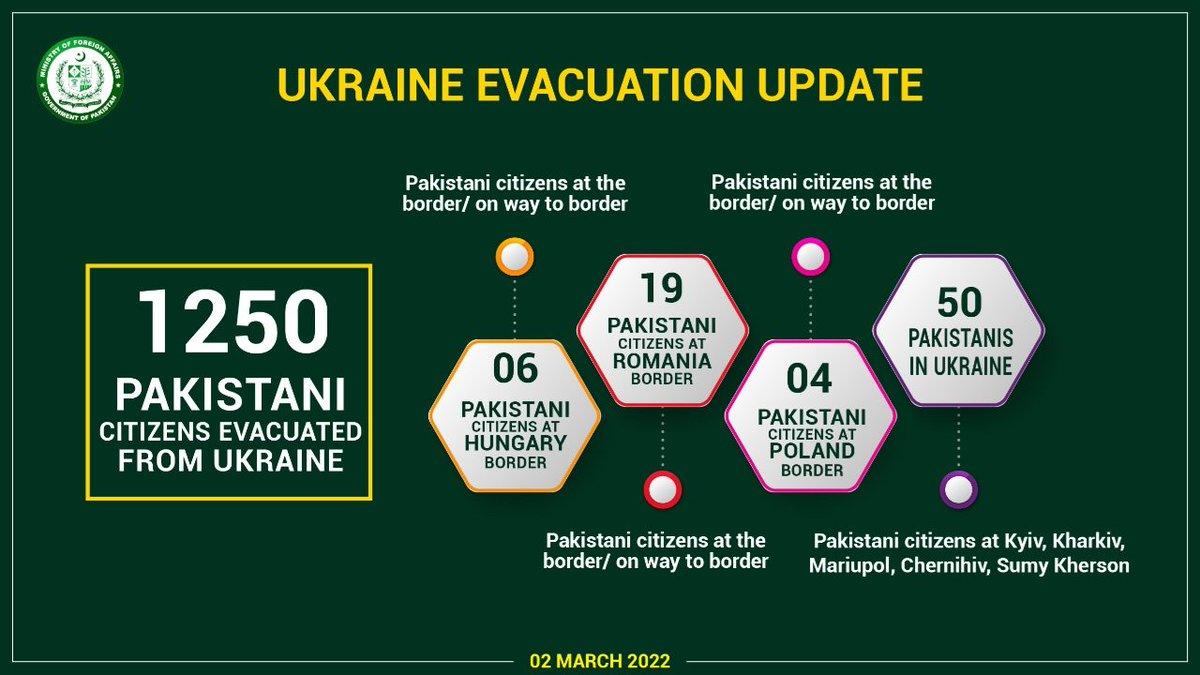 MINISTRY OF FOREIGN AFFAIRS
GOVERNMENT OF PAKISTAN
UKRAINE EVACUATION UPDATE
1250
PAKISTANI
CITIZENS EVACUATED
FROM UKRAINE
Pakistani citizens at the
border/ on way to border
06
PAKISTANI
CITIZENS AT
HUNGARY
BORDER
19
PAKISTANI
CITIZENS AT
ROMANIA
BORDER
Pakistani citizens at the
border/ on way to border
Pakistani citizens at the
border/ on way to border
04
PAKISTANI
CITIZENS AT
POLAND
BORDER
50
PAKISTANIS
IN UKRAINE
Pakistani citizens at Kyiv, Kharkiv,
Mariupol, Chernihiv, Sumy Kherson
02 MARCH 2022